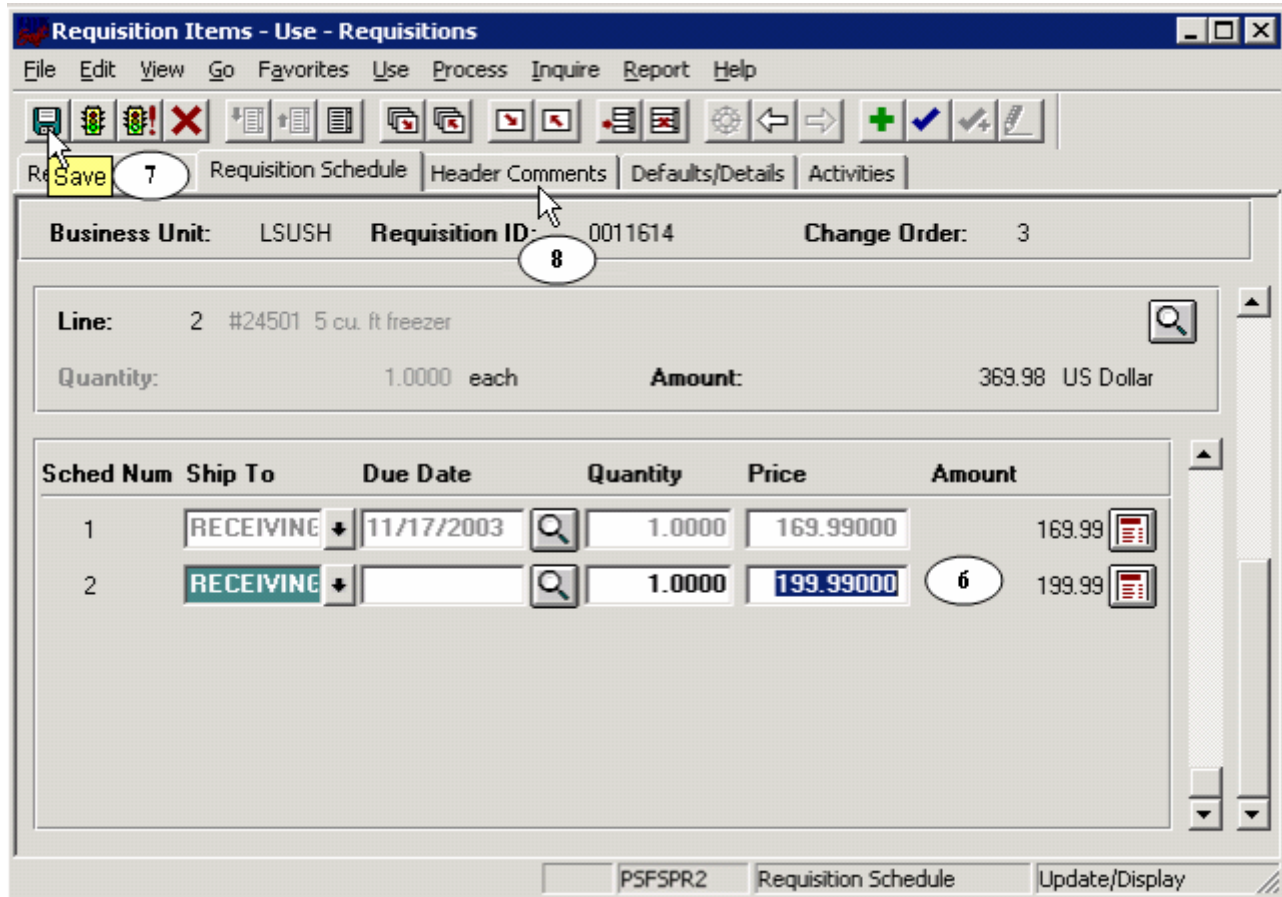 Requisition Items - Use - Requisitions
File Edit View Go Favorites Use Process Inquire Report Help
Save 7 Requisition Schedule Header Comments Defaults/Details Activities
Business Unit: LSUSH Requisition ID: 0011614 Change Order: 3
8
Line: 2 #24501 5 cu. ft freezer
Quantity: 1.0000 each Amount: 369.98 US Dollar
Sched Num Ship To Due Date Quantity Price Amount
1 RECEIVING 11/17/2003 1.0000 169.99000 169.99
2 RECEIVING 1.0000 199.99000 6 199.99
PSFSPR2 Requisition Schedule Update/Display